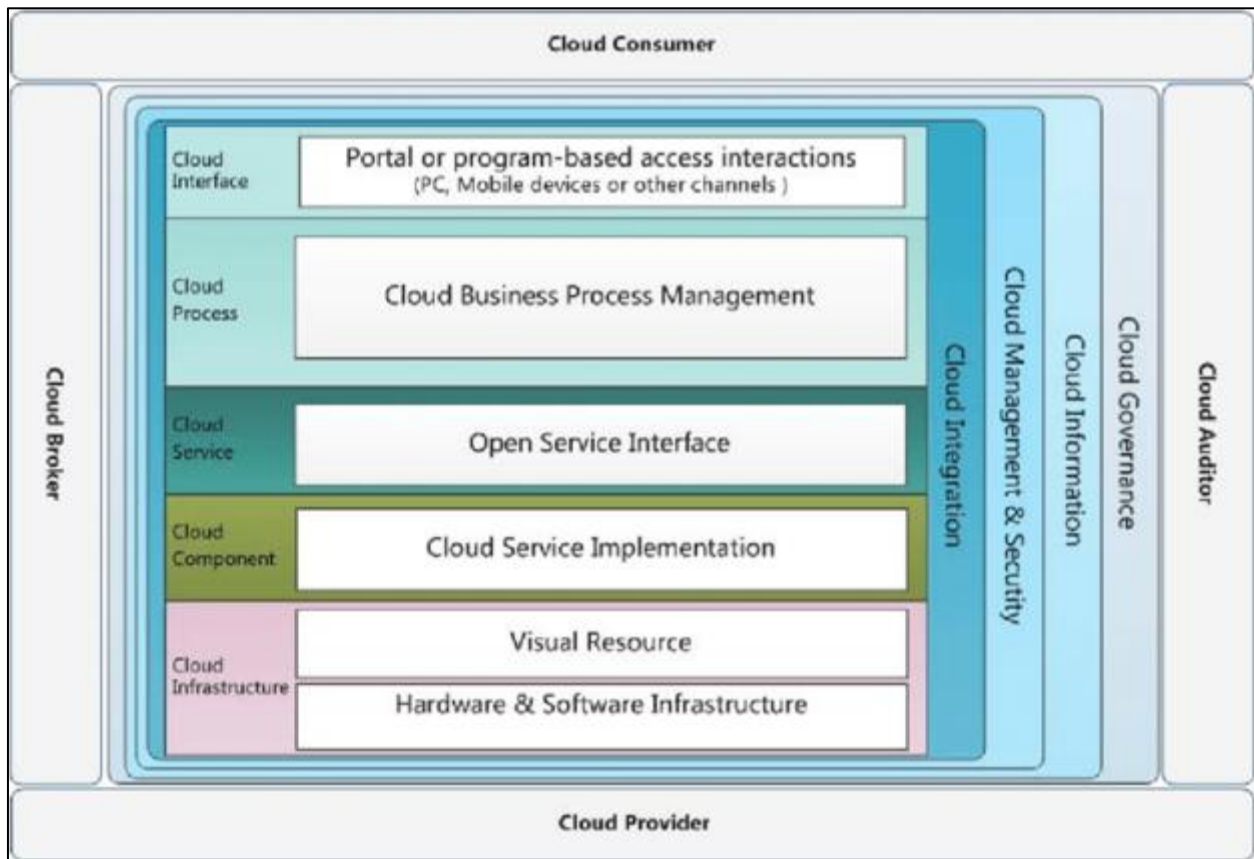 Cloud Consumer
Cloud Broker
Cloud
Interface
Portal or program-based access interactions
(PC, Mobile devices or other channels )
Cloud
Process
Cloud Business Process Management
Cloud
Service
Open Service Interface
Cloud
Component
Cloud Service Implementation
Cloud
Infrastructure
Visual Resource
Hardware & Software Infrastructure
Cloud Integration
Cloud Management & Secutity
Cloud Information
Cloud Governance
Cloud Auditor
Cloud Provider